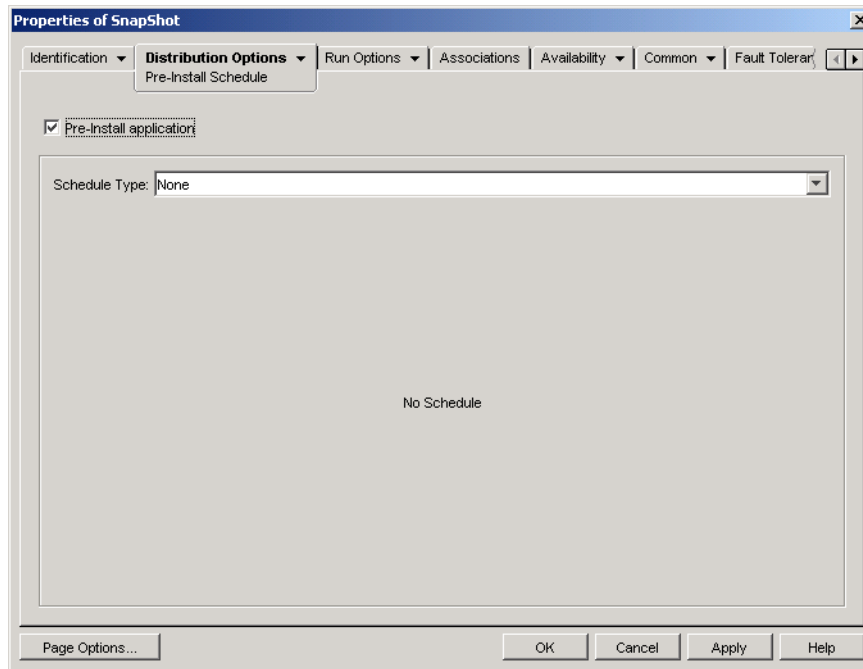 Properties of SnapShot
Identification
Distribution Options
Run Options
Associations
Availability
Common
Pre-Install Schedule
Pre-Install application
Schedule Type: None
No Schedule
Page Options...
OK
Cancel
Apply
Help